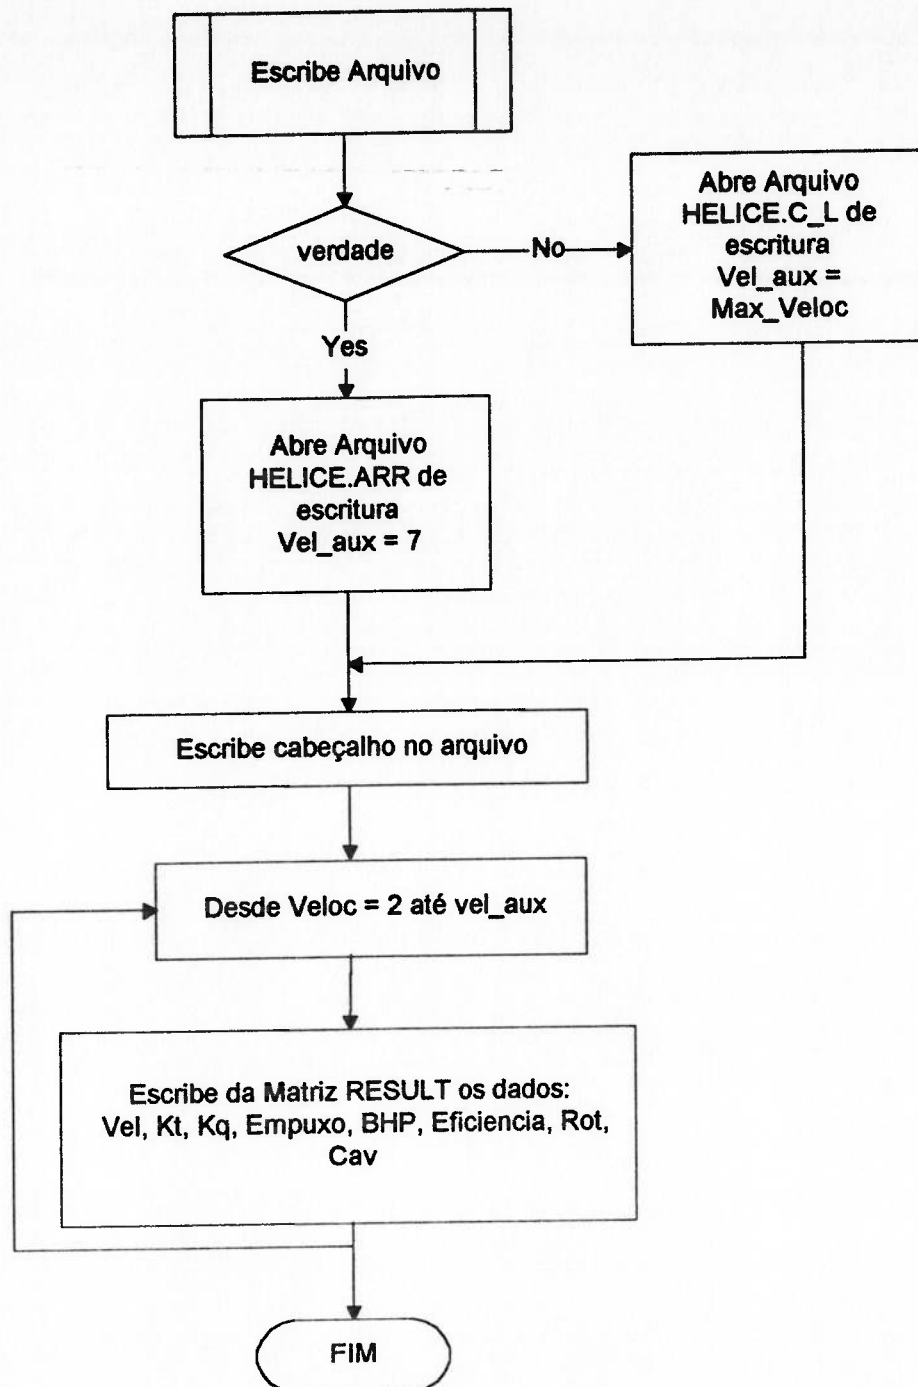 Escribe Arquivo
verdade
No
Abre Arquivo
HELICE.C_L de
escritura
Vel_aux =
Max_Veloc
Yes
Abre Arquivo
HELICE.ARR de
escritura
Vel_aux = 7
Escribe cabeçalho no arquivo
Desde Veloc = 2 até vel_aux
Escribe da Matriz RESULT os dados:
Vel, Kt, Kq, Empuxo, BHP, Eficiencia, Rot,
Cav
FIM